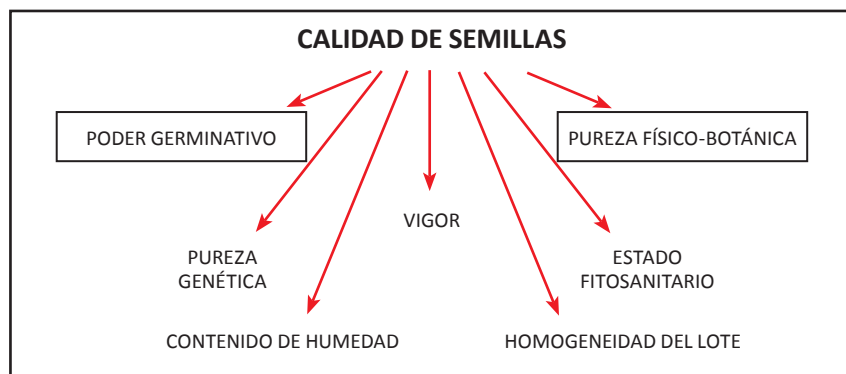 CALIDAD DE SEMILLAS
PODER GERMINATIVO
PUREZA FÍSICO-BOTÁNICA
VIGOR
PUREZA
GENÉTICA
ESTADO
FITOSANITARIO
CONTENIDO DE HUMEDAD
HOMOGENEIDAD DEL LOTE